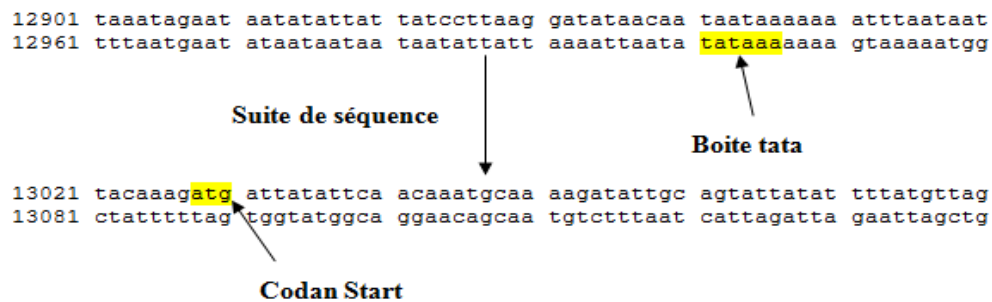 12901 taaatagaat aatatattat tatccttaag gatataacaa taataaaaaa atttaataat
12961 tttaatgaat ataataataa taatattatt aaaattaata tataaaaaaa gtaaaaatgg
Suite de séquence
Boite tata
13021 tacaaagatg attatattca acaaatgcaa aagatattgc agtattatat tttatgttag
13081 ctatttttag tggtatggca ggaacagcaa tgtctttaat cattagatta gaattagctg
Codan Start